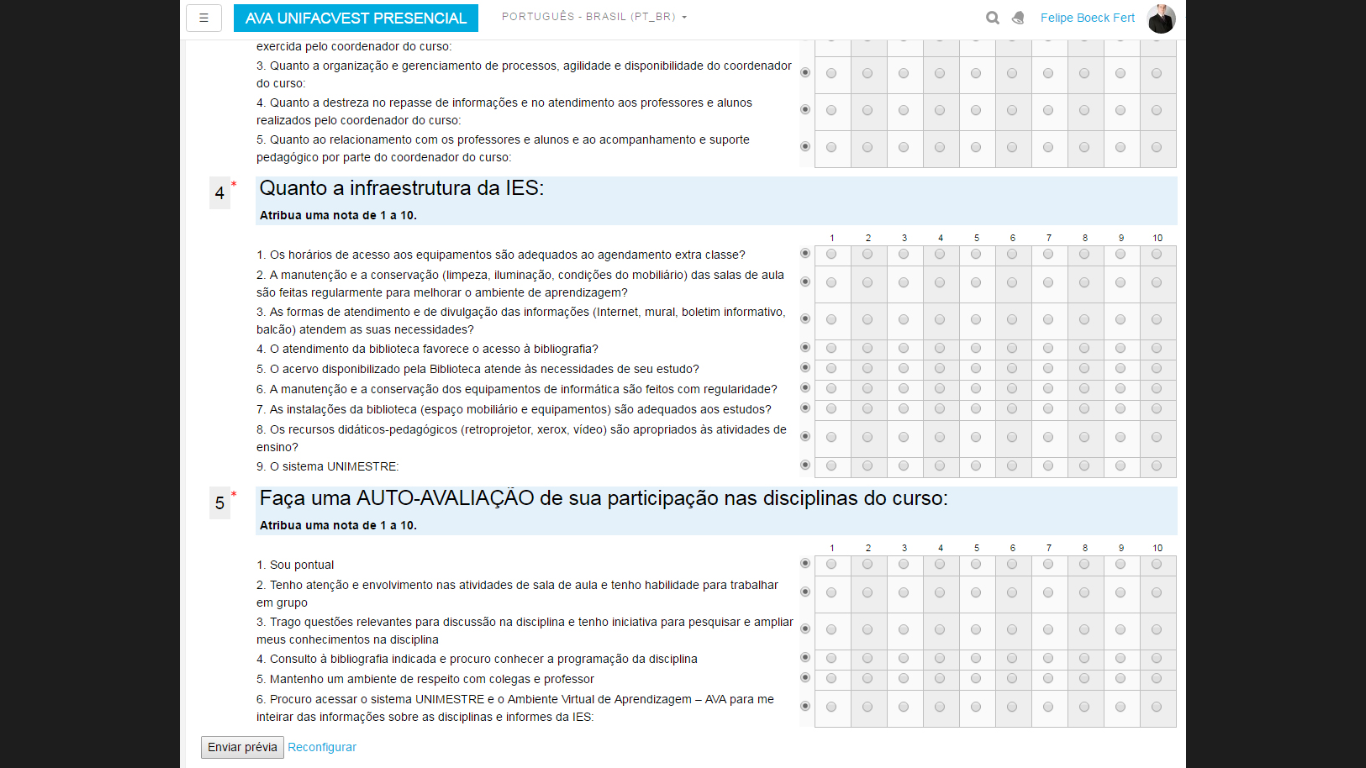 ☰ AVA UNIFACVEST PRESENCIAL PORTUGUÊS - BRASIL (PT_BR) Felipe Boeck Fert
exercida pelo coordenador do curso:
3. Quanto a organização e gerenciamento de processos, agilidade e disponibilidade do coordenador
do curso:
4. Quanto a destreza no repasse de informações e no atendimento aos professores e alunos
realizados pelo coordenador do curso:
5. Quanto ao relacionamento com os professores e alunos e ao acompanhamento e suporte
pedagógico por parte do coordenador do curso:
4 * Quanto a infraestrutura da IES:
Atribua uma nota de 1 a 10.
1 2 3 4 5 6 7 8 9 10
1. Os horários de acesso aos equipamentos são adequados ao agendamento extra classe?
2. A manutenção e a conservação (limpeza, iluminação, condições do mobiliário) das salas de aula
são feitas regularmente para melhorar o ambiente de aprendizagem?
3. As formas de atendimento e de divulgação das informações (Internet, mural, boletim informativo,
balcão) atendem as suas necessidades?
4. O atendimento da biblioteca favorece o acesso à bibliografia?
5. O acervo disponibilizado pela Biblioteca atende às necessidades de seu estudo?
6. A manutenção e a conservação dos equipamentos de informática são feitos com regularidade?
7. As instalações da biblioteca (espaço mobiliário e equipamentos) são adequados aos estudos?
8. Os recursos didáticos-pedagógicos (retroprojetor, xerox, vídeo) são apropriados às atividades de
ensino?
9. O sistema UNIMESTRE:
5 * Faça uma AUTO-AVALIAÇÃO de sua participação nas disciplinas do curso:
Atribua uma nota de 1 a 10.
1 2 3 4 5 6 7 8 9 10
1. Sou pontual
2. Tenho atenção e envolvimento nas atividades de sala de aula e tenho habilidade para trabalhar
em grupo
3. Trago questões relevantes para discussão na disciplina e tenho iniciativa para pesquisar e ampliar
meus conhecimentos na disciplina
4. Consulto à bibliografia indicada e procuro conhecer a programação da disciplina
5. Mantenho um ambiente de respeito com colegas e professor
6. Procuro acessar o sistema UNIMESTRE e o Ambiente Virtual de Aprendizagem – AVA para me
inteirar das informações sobre as disciplinas e informes da IES:
Enviar prévia Reconfigurar